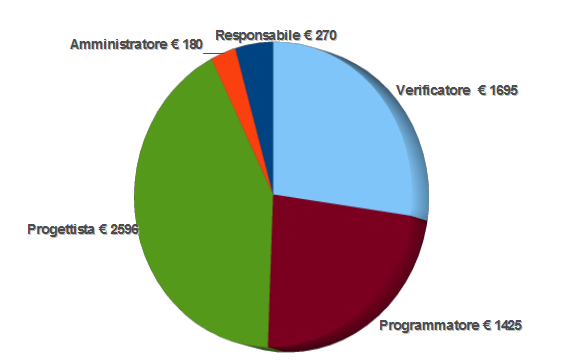 Responsabile € 270
Amministratore € 180
Verificatore € 1695
Progettista € 2596
Programmatore € 1425